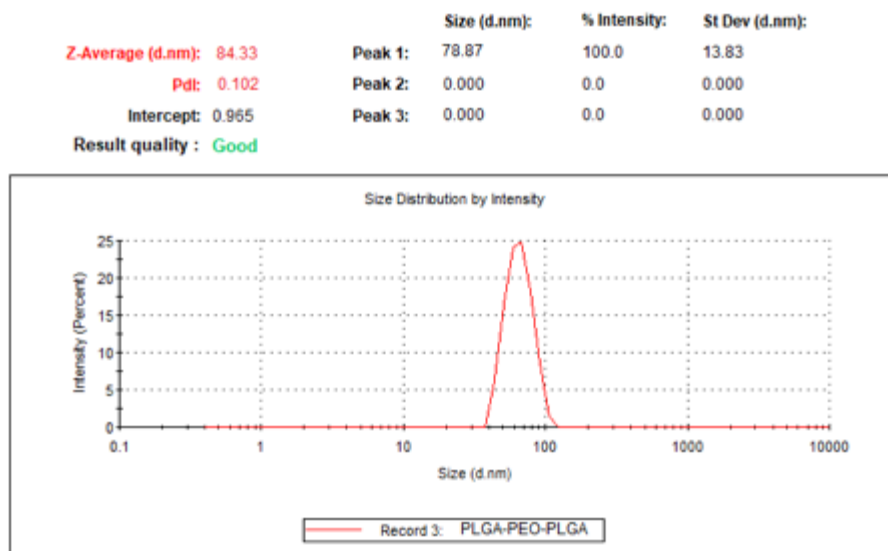 Size (d.nm): % Intensity: St Dev (d.nm):
Z-Average (d.nm): 84.33 Peak 1: 78.87 100.0 13.83
PdI: 0.102 Peak 2: 0.000 0.0 0.000
Intercept: 0.965 Peak 3: 0.000 0.0 0.000
Result quality : Good
Size Distribution by Intensity
25
20
15
10
5
0
Intensity (Percent)
0.1 1 10 100 1000 10000
Size (d.nm)
Record 3: PLGA-PEO-PLGA